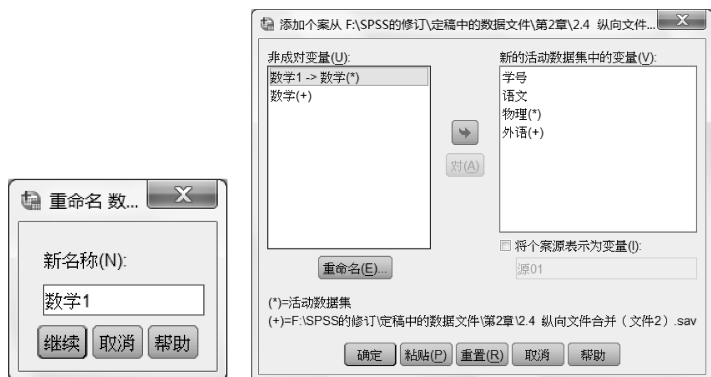 重命名 数...
新名称(N):
数学1
继续 取消 帮助
添加个案从 F:\SPSS的修订\定稿中的数据文件\第2章\2.4 纵向文件...
非成对变量(U):
数学1 -> 数学(*)
数学(+)
重命名(E)...
对(A)
新的活动数据集中的变量(V):
学号
语文
物理(*)
外语(+)
将个案源表示为变量(I):
源01
(*)=活动数据集
(+)=F:\SPSS的修订\定稿中的数据文件\第2章\2.4 纵向文件合并（文件2）.sav
确定 粘贴(P) 重置(R) 取消 帮助